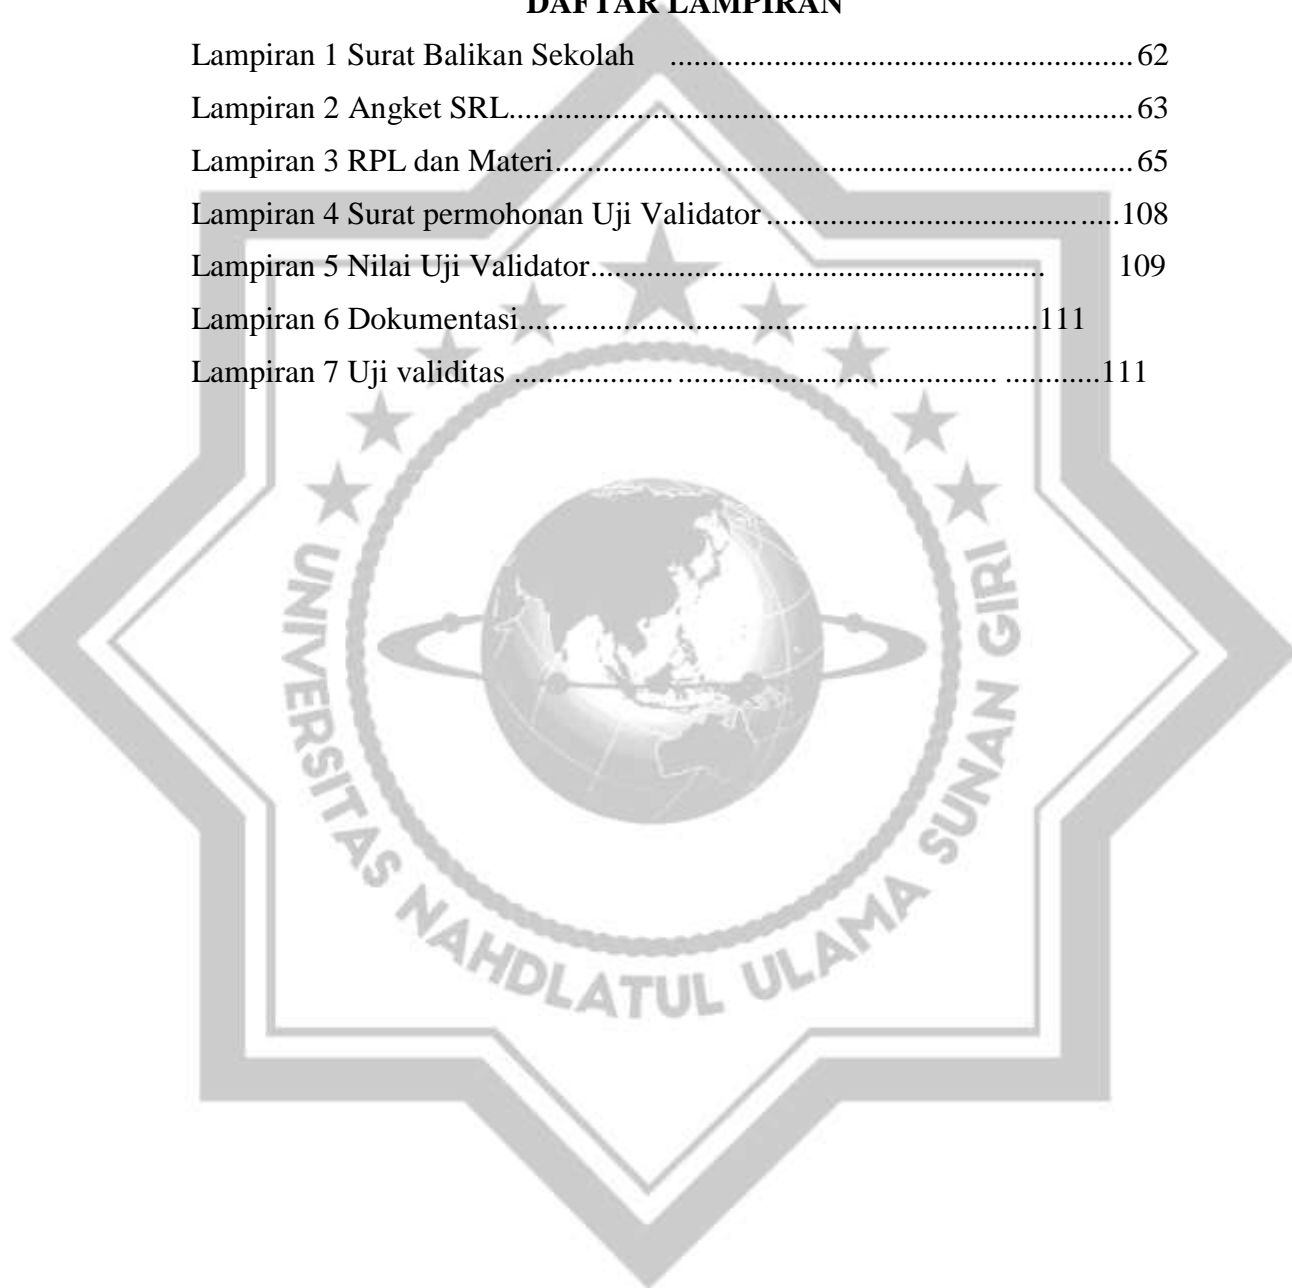 DAFTAR LAMPIRAN
Lampiran 1 Surat Balikan Sekolah ..........................................................62
Lampiran 2 Angket SRL..............................................................................63
Lampiran 3 RPL dan Materi.........................................................................65
Lampiran 4 Surat permohonan Uji Validator.............................................108
Lampiran 5 Nilai Uji Validator......................................................... 109
Lampiran 6 Dokumentasi.................................................................111
Lampiran 7 Uji validitas ............................................................ ............111
UNIVERSITAS NAHDLATUL ULAMA SUNAN GIRI